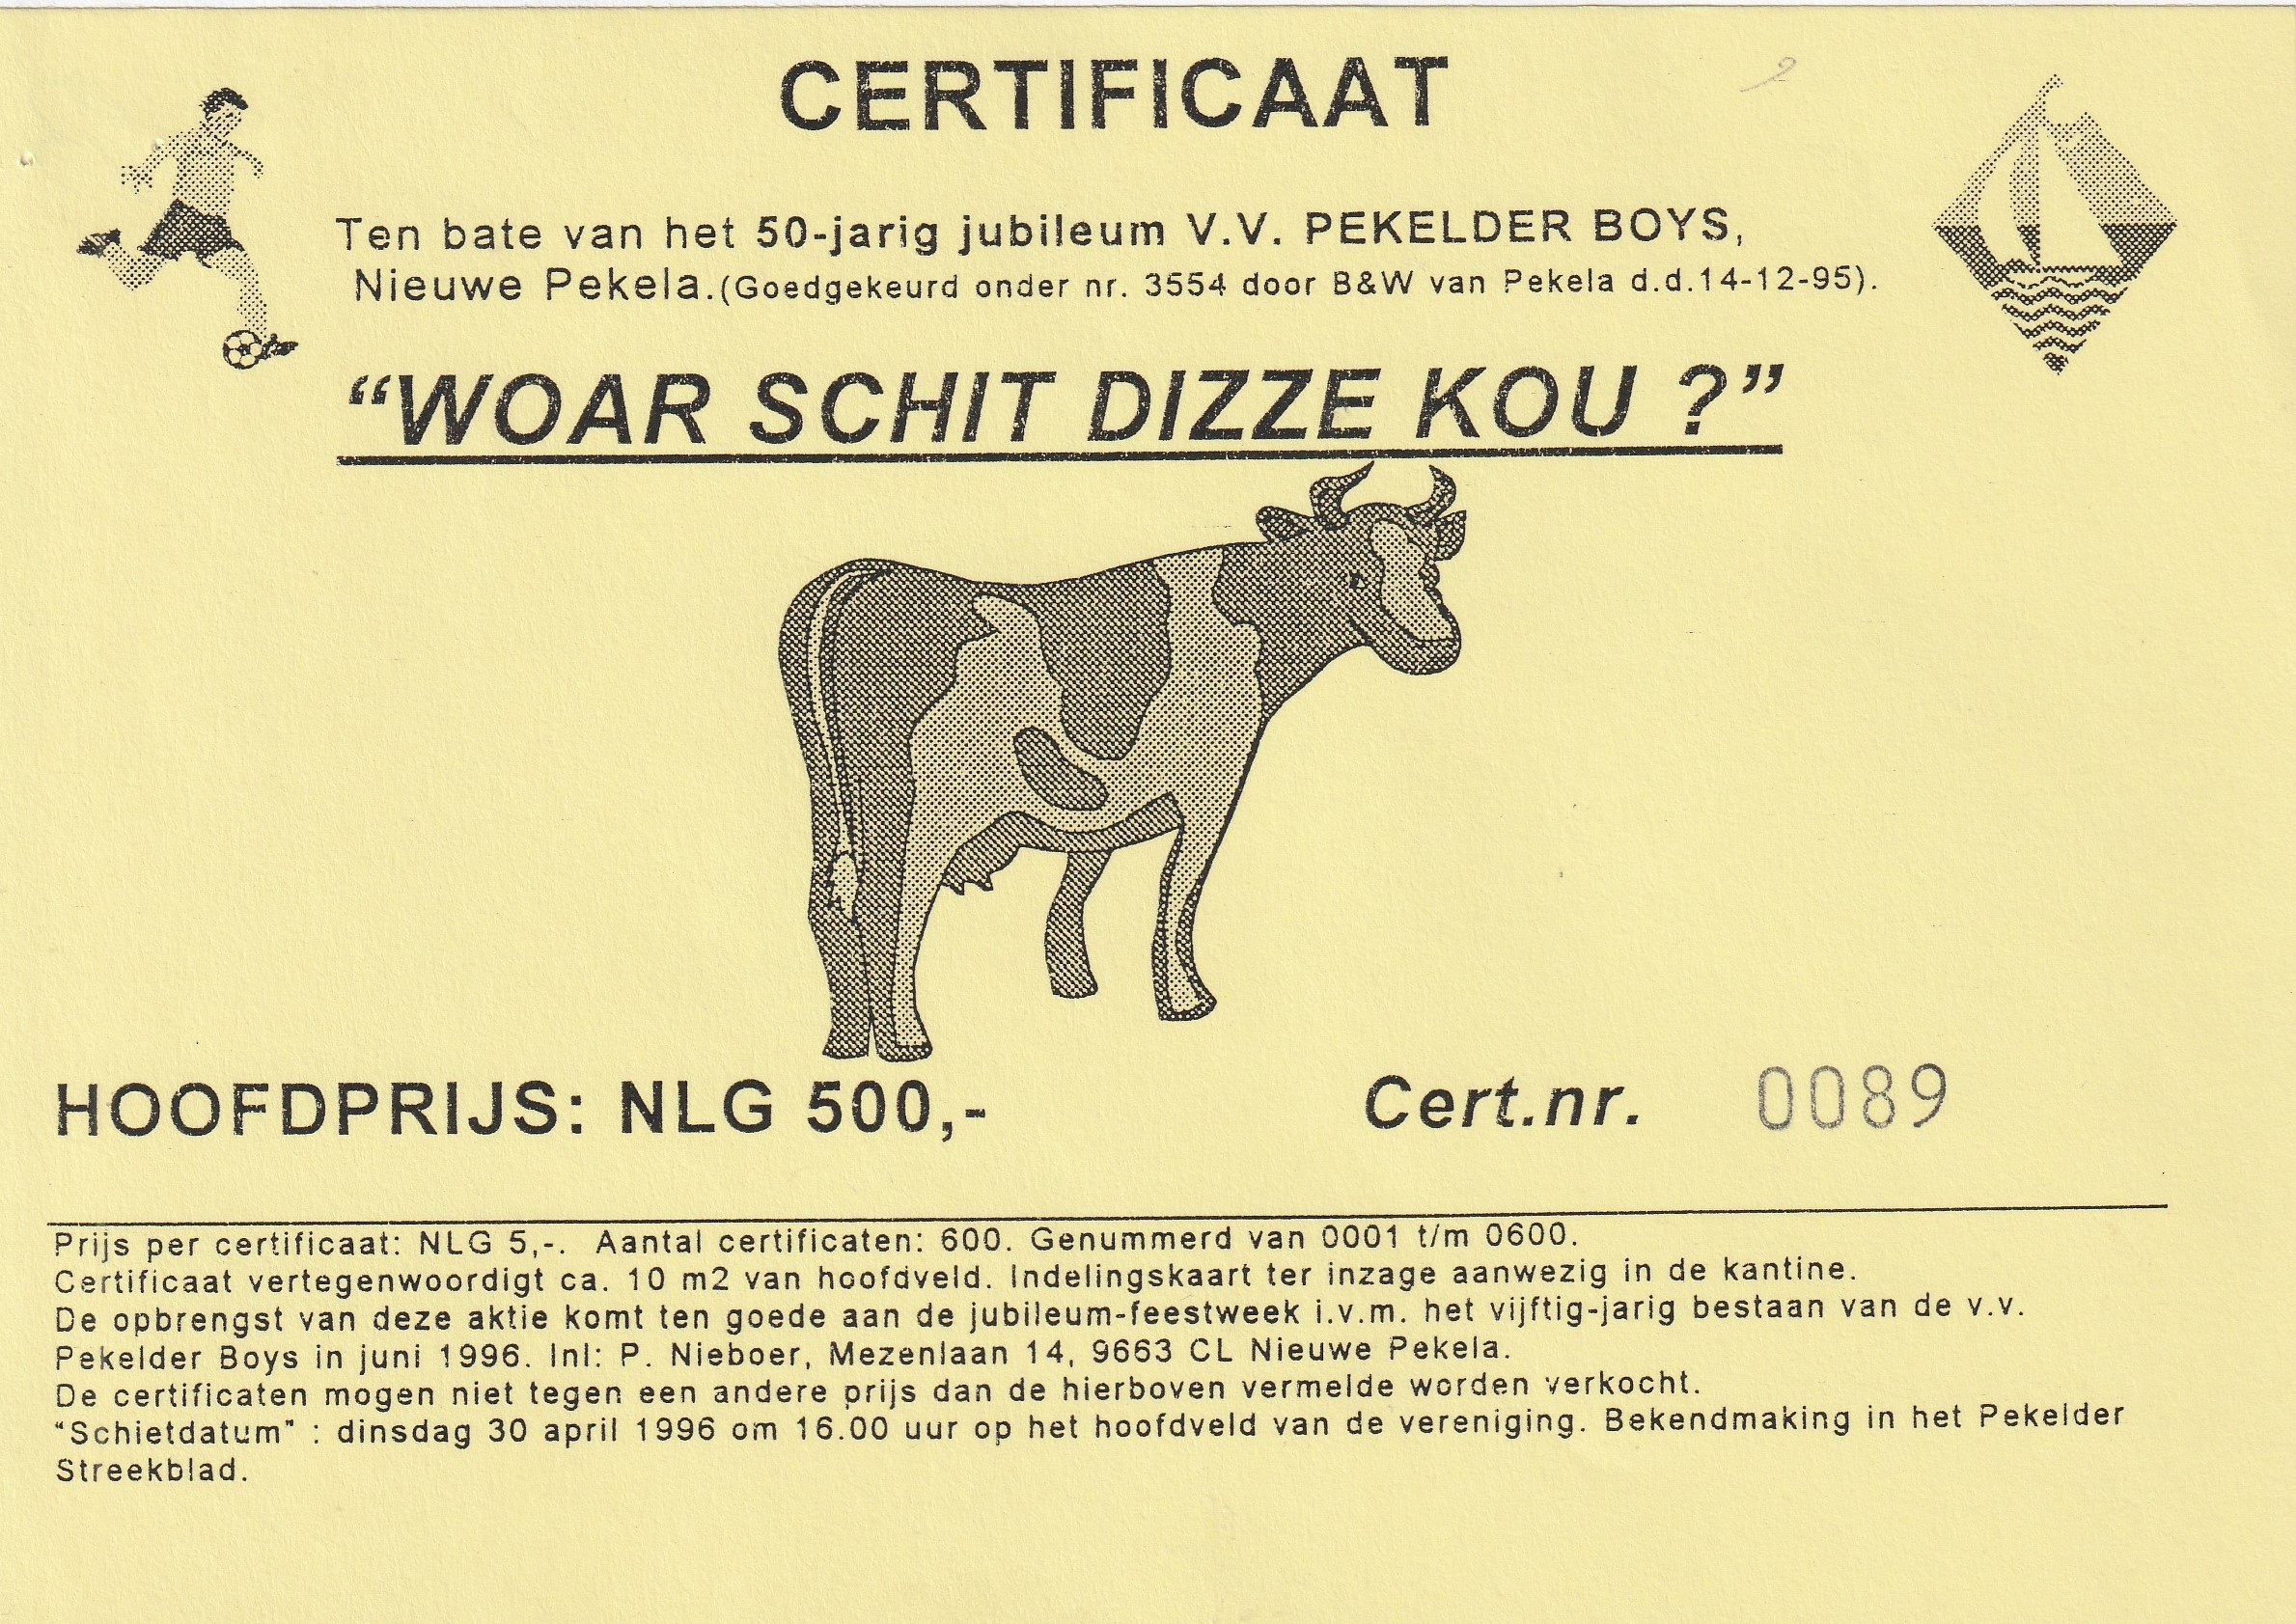 CERTIFICAAT
Ten bate van het 50-jarig jubileum V.V. PEKELDER BOYS,
Nieuwe Pekela.(Goedgekeurd onder nr. 3554 door B&W van Pekela d.d.14-12-95).
“WOAR SCHIT DIZZE KOU ?”
HOOFDPRIJS: NLG 500,-
Cert.nr. 0089
Prijs per certificaat: NLG 5,-. Aantal certificaten: 600. Genummerd van 0001 t/m 0600.
Certificaat vertegenwoordigt ca. 10 m2 van hoofdveld. Indelingskaart ter inzage aanwezig in de kantine.
De opbrengst van deze aktie komt ten goede aan de jubileum-feestweek i.v.m. het vijftig-jarig bestaan van de v.v.
Pekelder Boys in juni 1996. Inl: P. Nieboer, Mezenlaan 14, 9663 CL Nieuwe Pekela.
De certificaten mogen niet tegen een andere prijs dan de hierboven vermelde worden verkocht.
“Schietdatum” : dinsdag 30 april 1996 om 16.00 uur op het hoofdveld van de vereniging. Bekendmaking in het Pekelder
Streekblad.